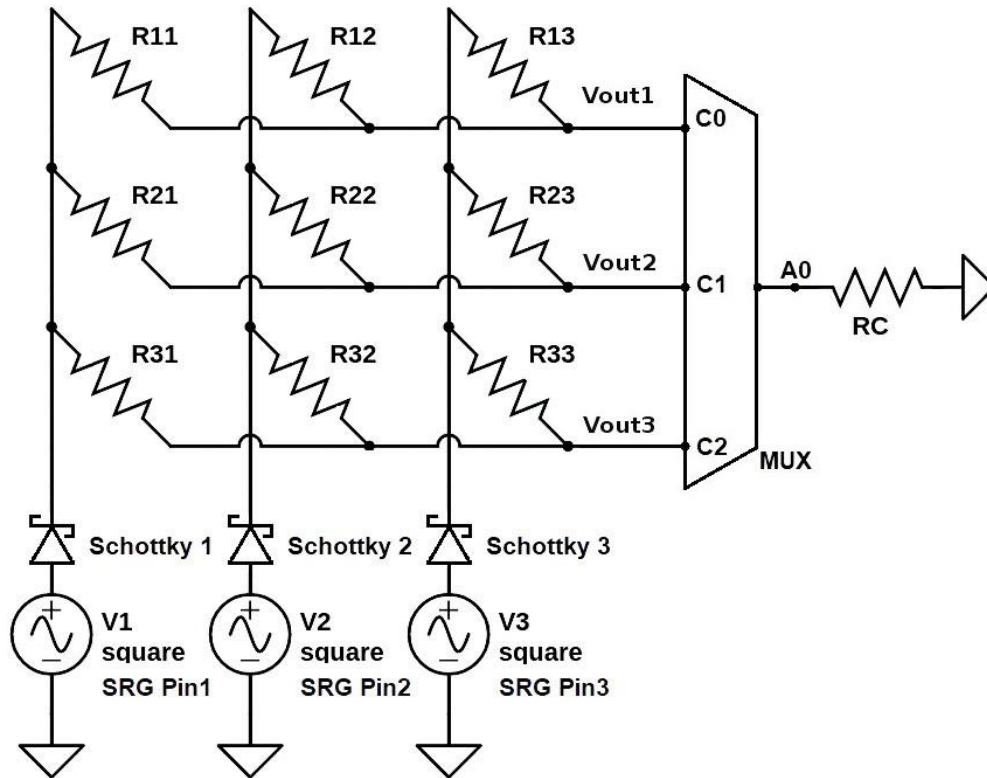 R11 R12 R13
Vout1
C0
R21 R22 R23
Vout2
C1
A0
RC
R31 R32 R33
Vout3
C2
MUX
Schottky 1 Schottky 2 Schottky 3
+ + +
V1 V2 V3
square square square
− − −
SRG Pin1 SRG Pin2 SRG Pin3